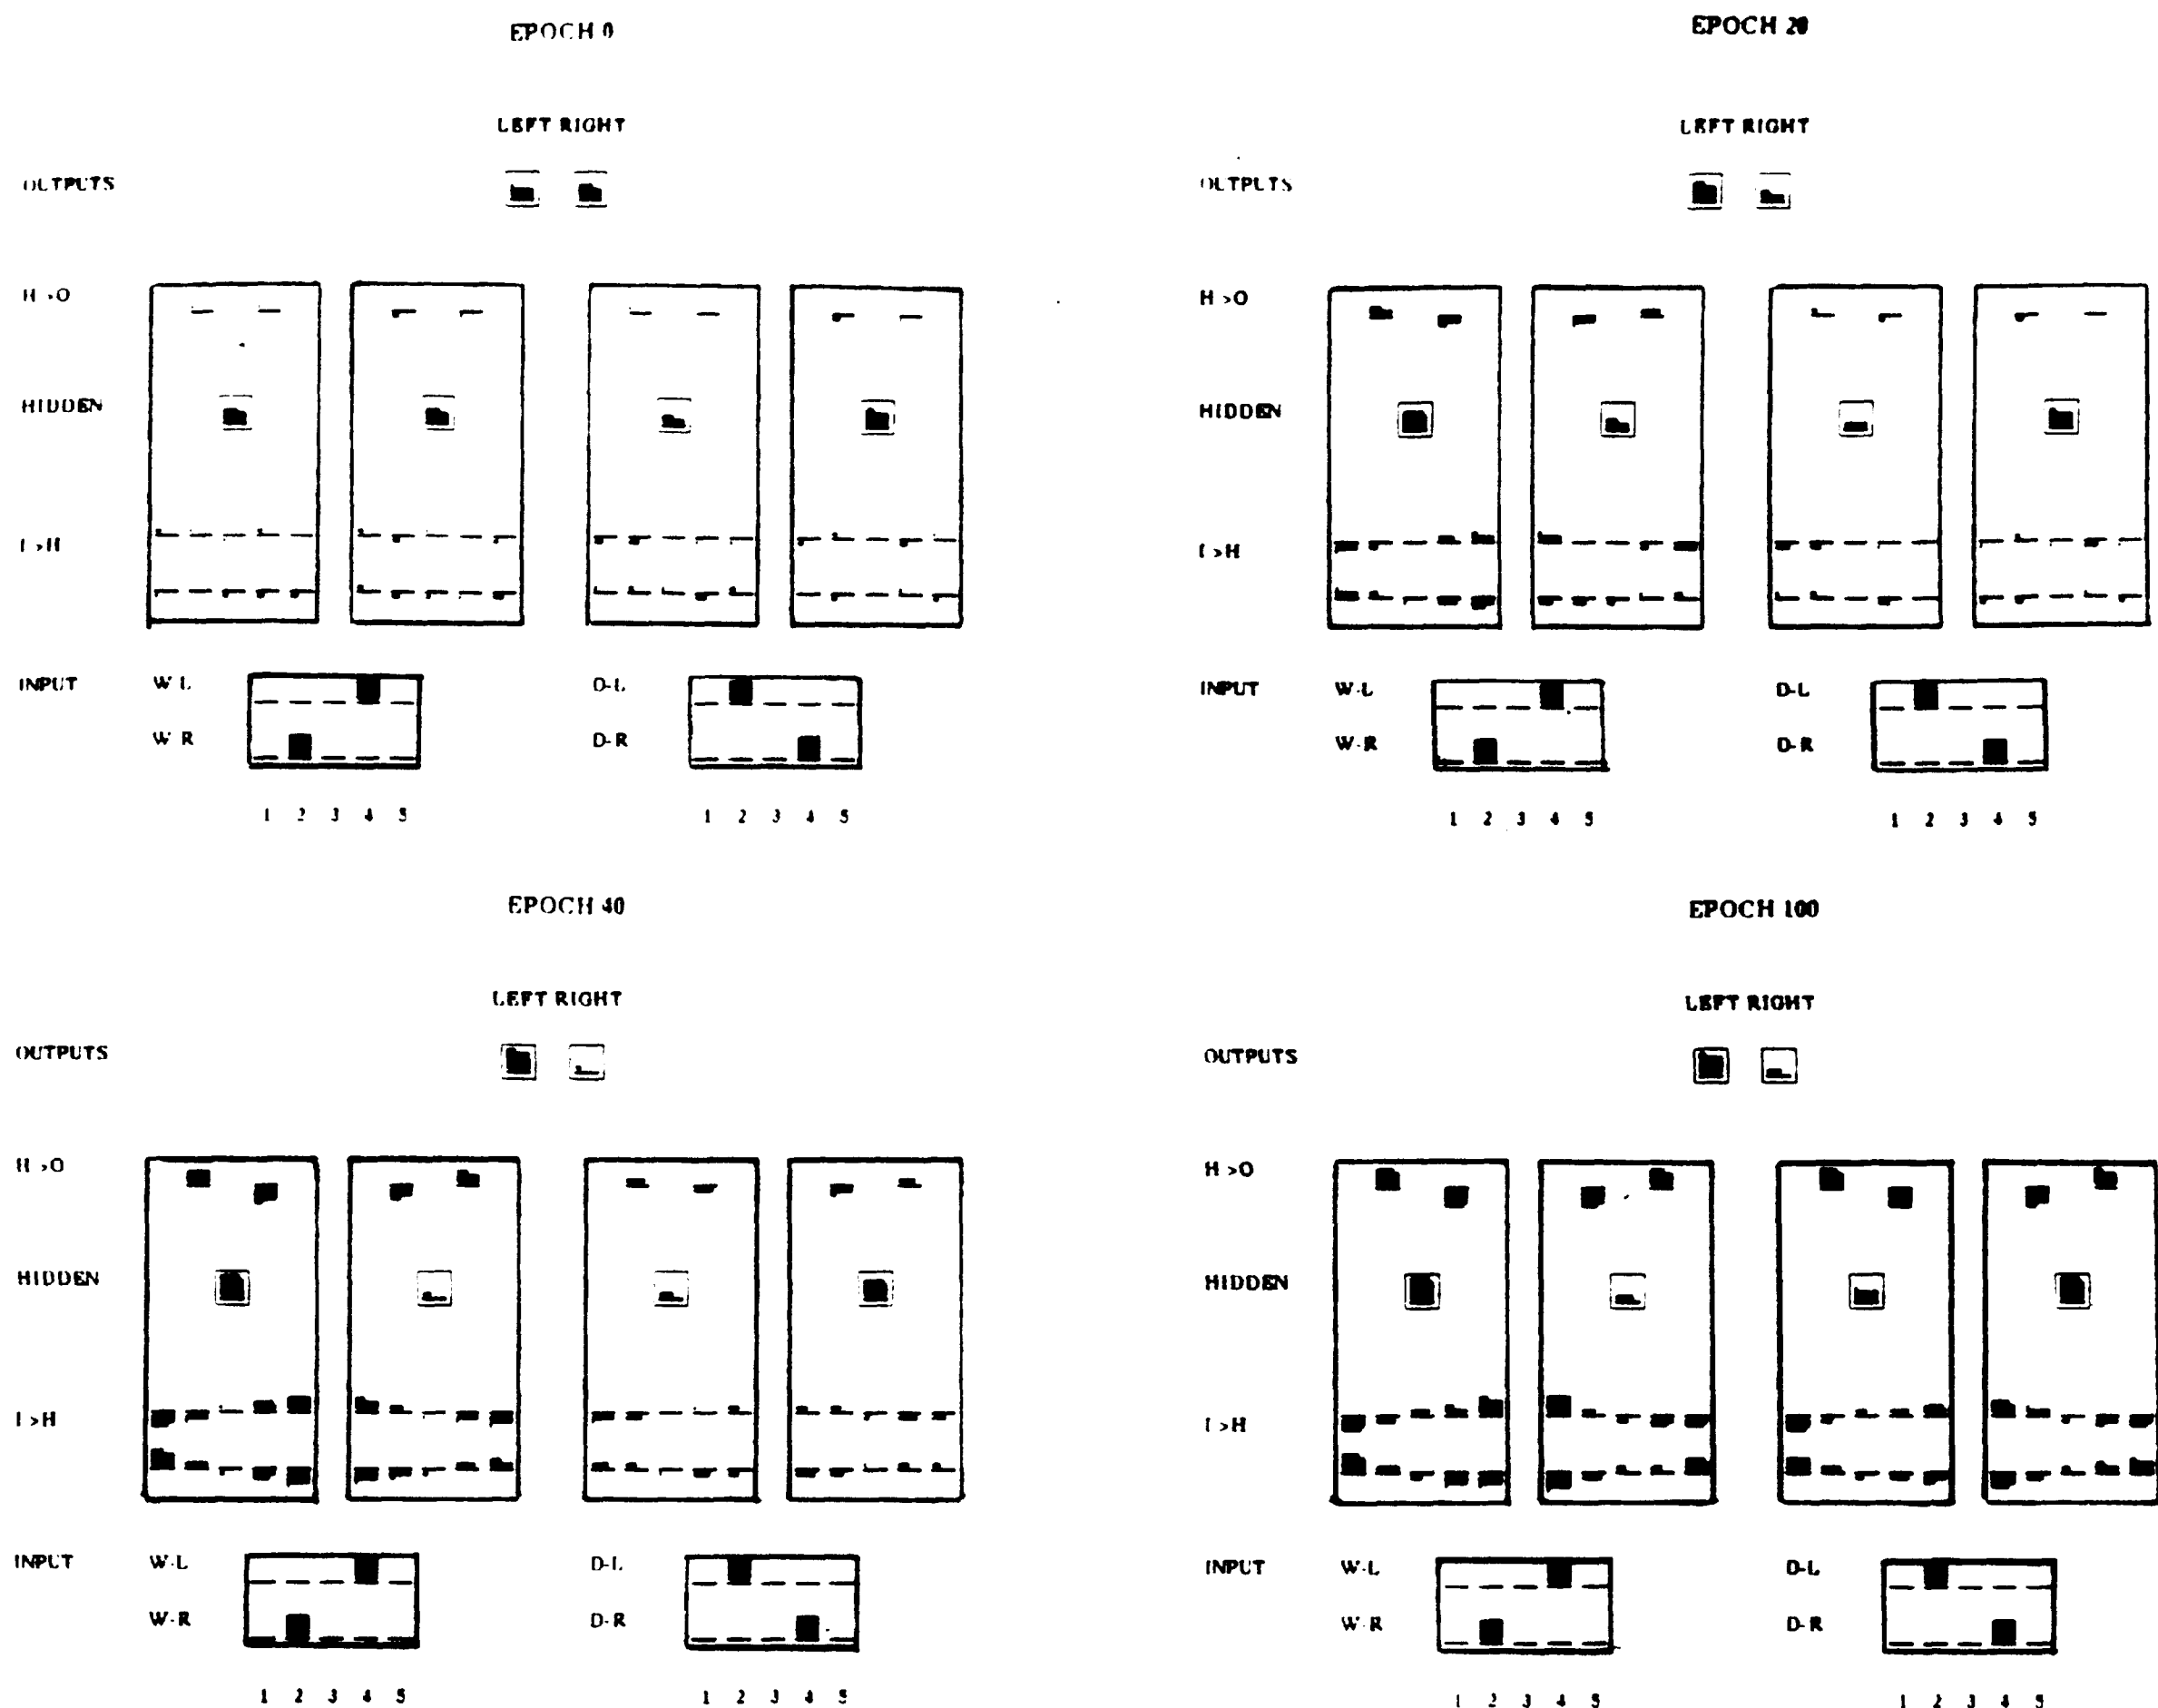 EPOCH 0
LEFT RIGHT
OUTPUTS
H >O
HIDDEN
I >H
INPUT W-L D-L
W-R D-R
1 2 3 4 5 1 2 3 4 5
EPOCH 20
LEFT RIGHT
OUTPUTS
H >O
HIDDEN
I >H
INPUT W-L D-L
W-R D-R
1 2 3 4 5 1 2 3 4 5
EPOCH 40
LEFT RIGHT
OUTPUTS
H >O
HIDDEN
I >H
INPUT W-L D-L
W-R D-R
1 2 3 4 5 1 2 3 4 5
EPOCH 100
LEFT RIGHT
OUTPUTS
H >O
HIDDEN
I >H
INPUT W-L D-L
W-R D-R
1 2 3 4 5 1 2 3 4 5